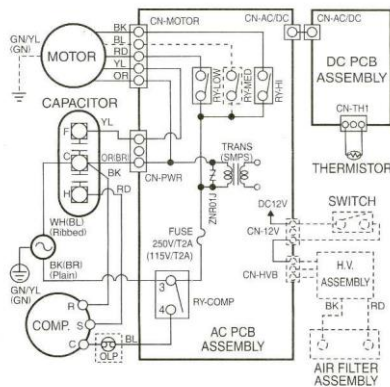 BK
CN-MOTOR
CN-AC/DC
CN-AC/DC
GN/YL
(GN)
BL
RD
YL
OR
MOTOR
RY-LOW
RY-MED
RY-HI
DC PCB
ASSEMBLY
CN-TH1
THERMISTOR
CAPACITOR
F
YL
C
OR(BR)
BK
CN-PWR
H
RD
TRANS
(SMPS)
ZNR01J
WH(BL)
(Ribbed)
FUSE
250V/T2A
(115V/T2A)
DC12V
CN-12V
SWITCH
CN-HVB
H.V.
ASSEMBLY
BK(BR)
(Plain)
GN/YL
(GN)
3
4
RY-COMP
R
S
C
COMP.
BL
OLP
AC PCB
ASSEMBLY
BK
RD
AIR FILTER
ASSEMBLY